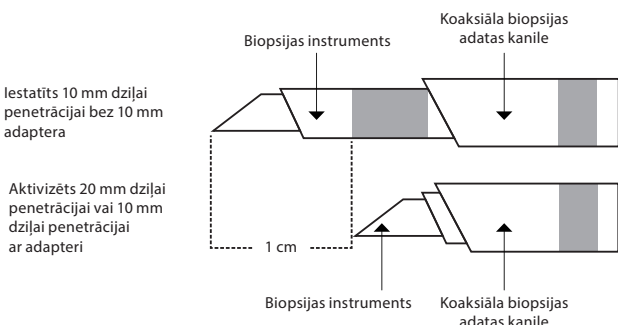 Biopsijas instruments
Koaksiāla biopsijas
adatas kanile
Iestatīts 10 mm dziļai
penetrācijai bez 10 mm
adaptera
Aktivizēts 20 mm dziļai
penetrācijai vai 10 mm
dziļai penetrācijai
ar adapteri
1 cm
Biopsijas instruments
Koaksiāla biopsijas
adatas kanile